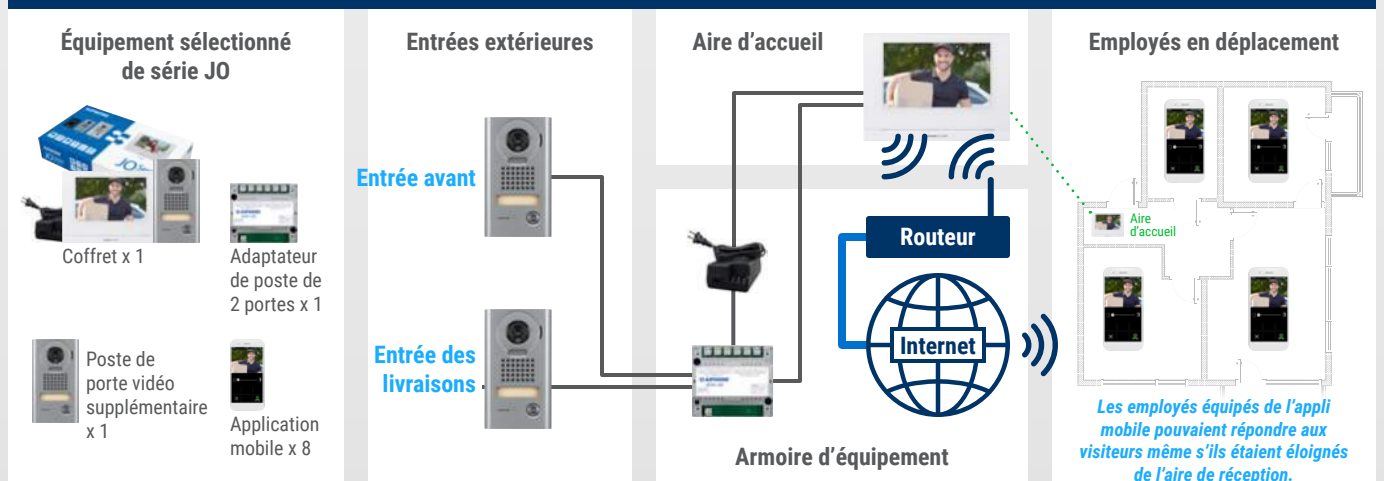 Équipement sélectionné
de série JO
JO
Coffret x 1
AIPHONE
Adaptateur
de poste de
2 portes x 1
Poste de
porte vidéo
supplémentaire
x 1
Application
mobile x 8
Entrées extérieures
Entrée avant
Entrée des
livraisons
Aire d’accueil
Routeur
Internet
AIPHONE
Armoire d’équipement
Employés en déplacement
Aire
d’accueil
Les employés équipés de l’appli
mobile pouvaient répondre aux
visiteurs même s’ils étaient éloignés
de l’aire de réception.